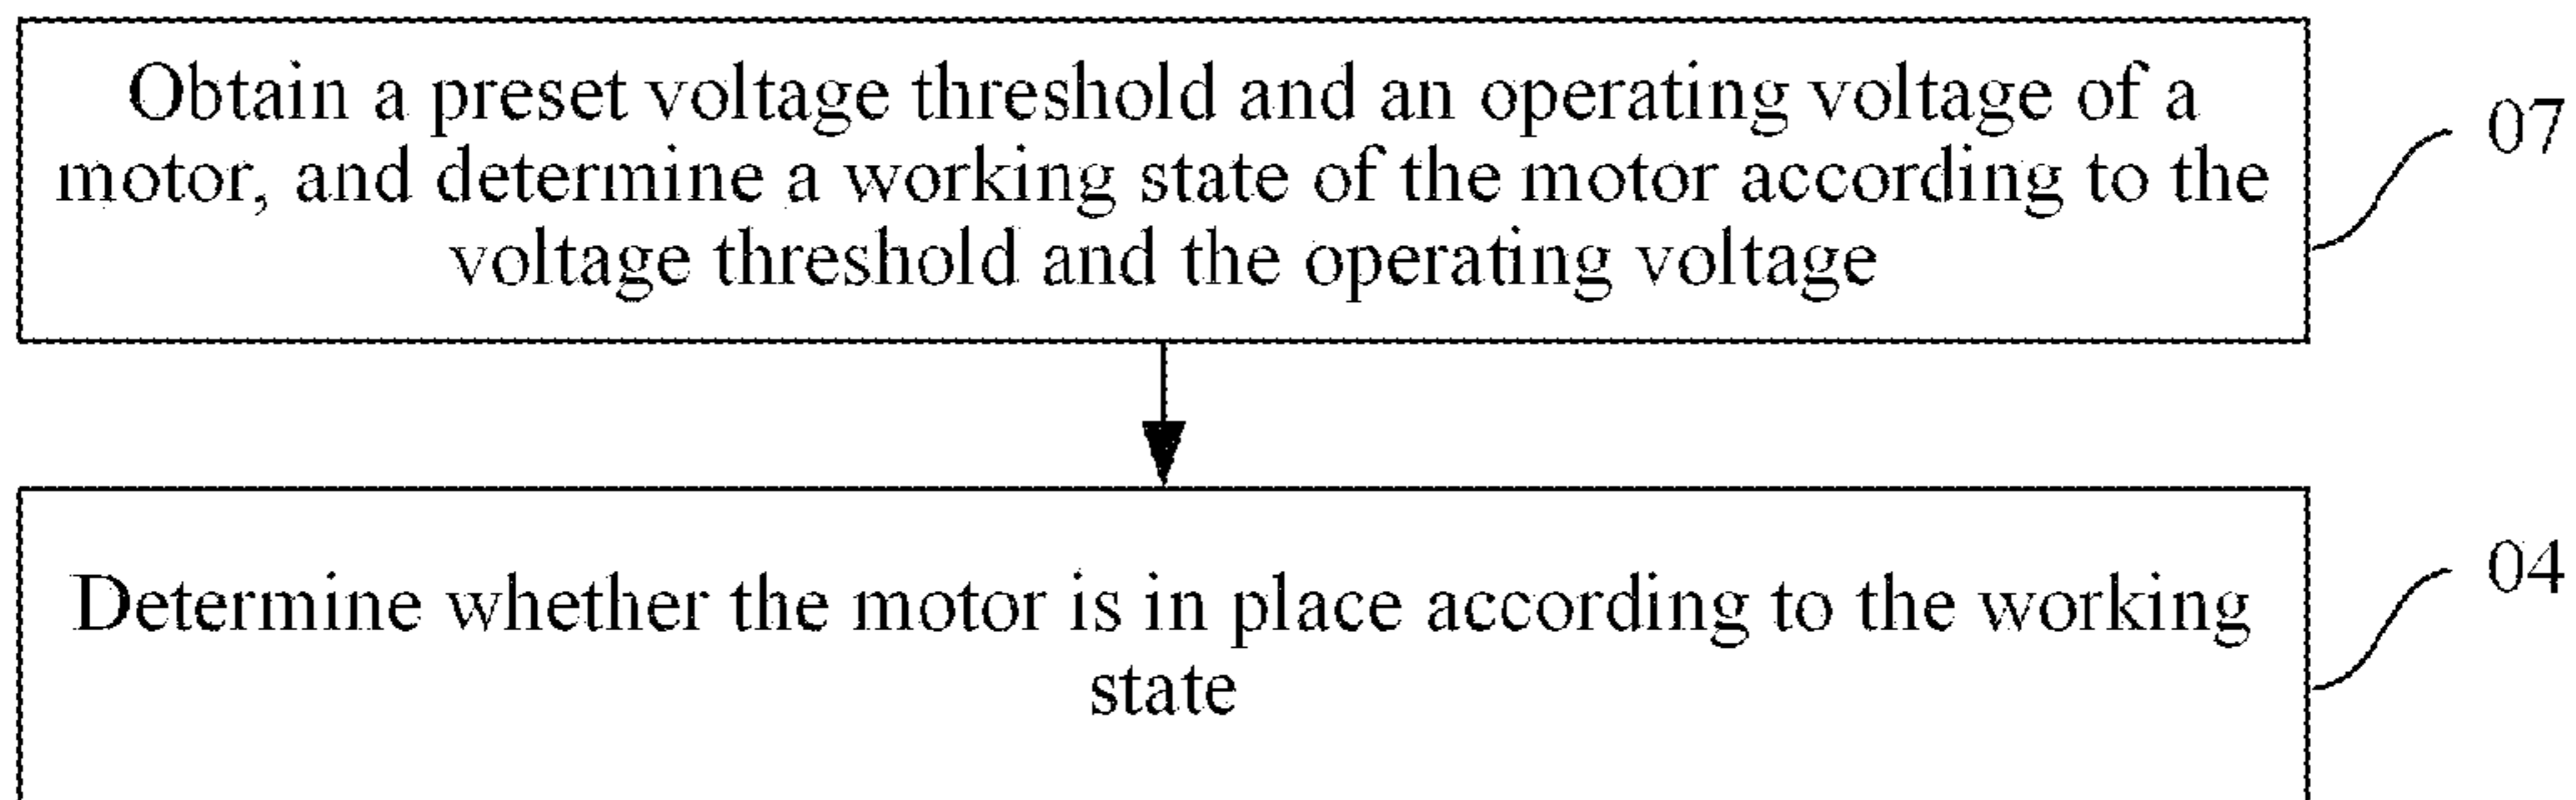 Obtain a preset voltage threshold and an operating voltage of a
motor, and determine a working state of the motor according to the
voltage threshold and the operating voltage
07
Determine whether the motor is in place according to the working
state
04